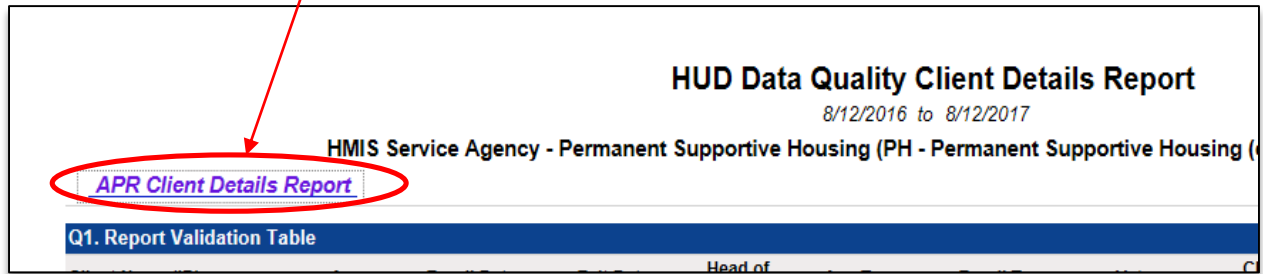 HUD Data Quality Client Details Report
8/12/2016 to 8/12/2017
HMIS Service Agency - Permanent Supportive Housing (PH - Permanent Supportive Housing (
APR Client Details Report
Q1. Report Validation Table
Head of